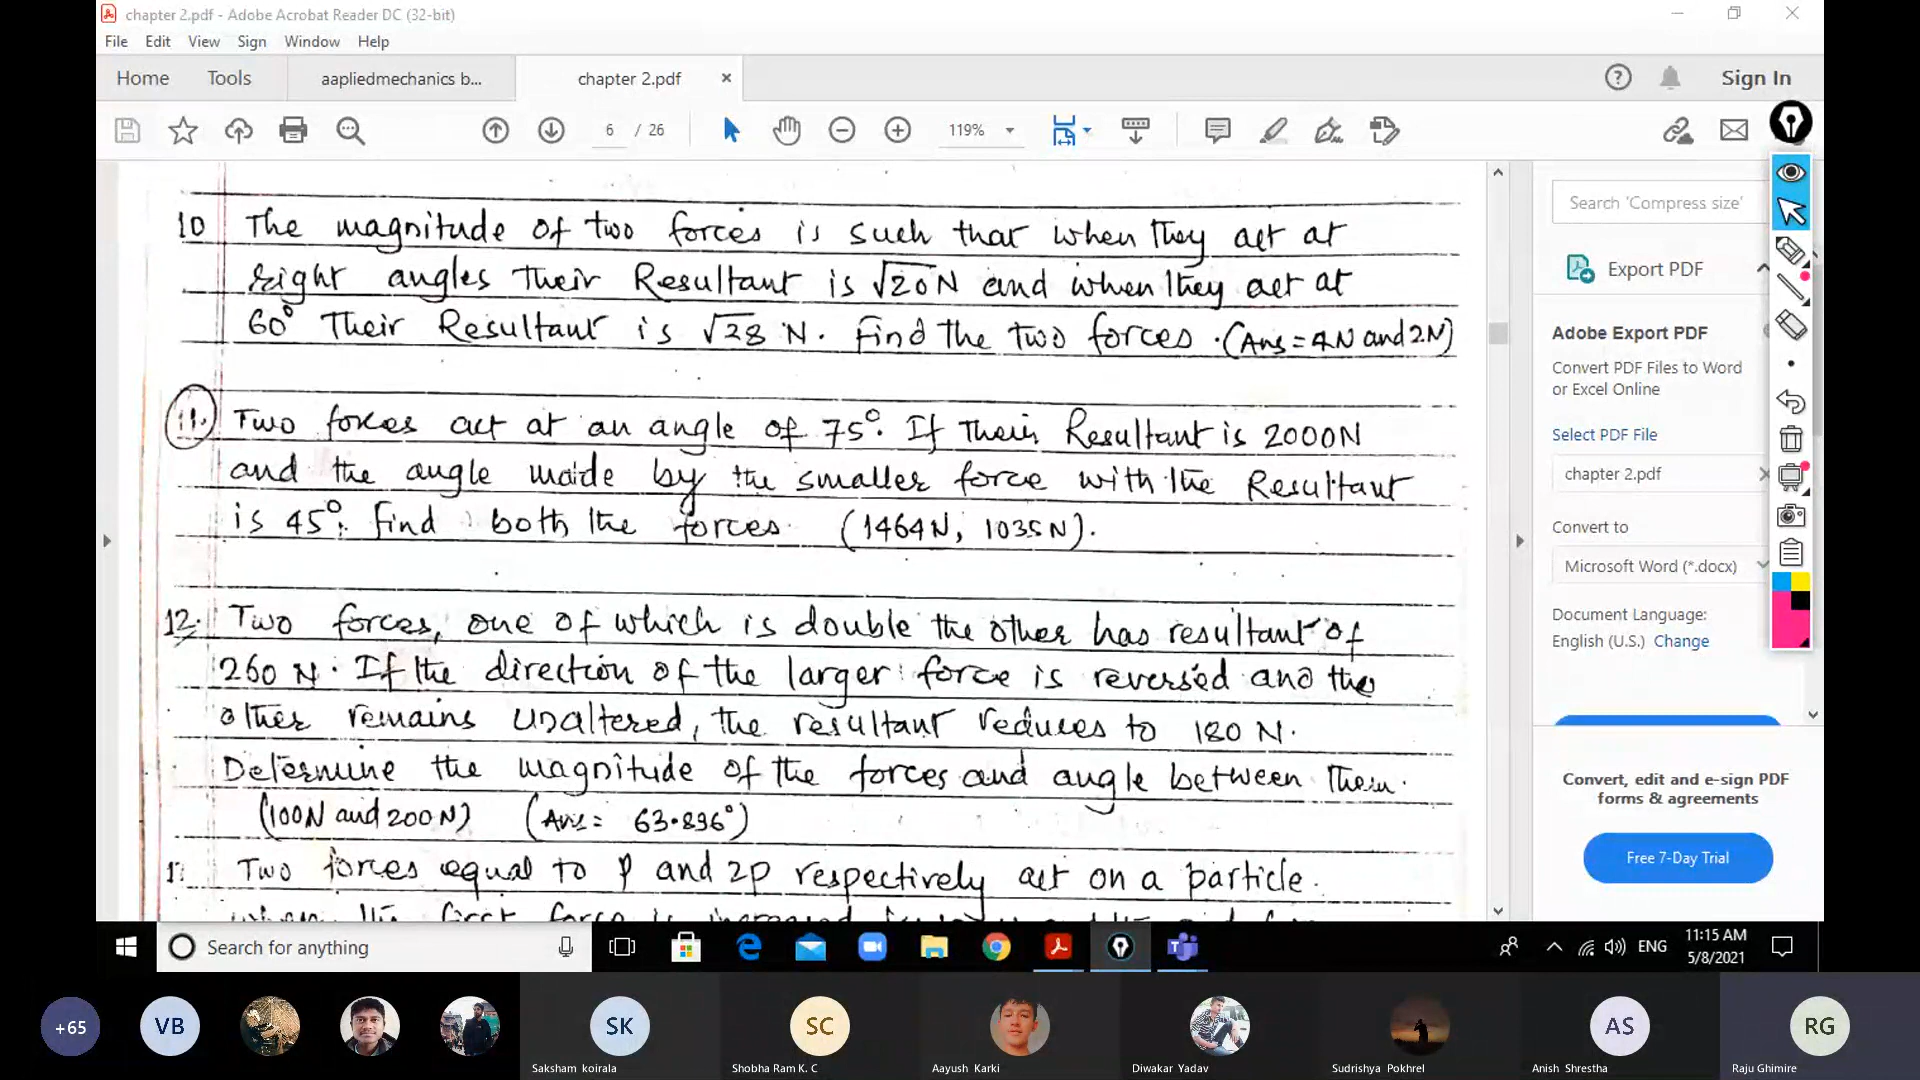 chapter 2.pdf - Adobe Acrobat Reader DC (32-bit)
File Edit View Sign Window Help
Home Tools aapliedmechanics b... chapter 2.pdf Sign In
6 / 26 119%
10 The magnitude of two forces is such that when they act at
right angles their Resultant is √20 N and when they act at
60° Their Resultant is √28 N. Find the two forces. (Ans = 4N and 2N)
11. Two forces act at an angle of 75°. If their Resultant is 2000N
and the angle made by the smaller force with the Resultant
is 45°. find both the forces (1464N, 1035N).
12. Two forces, one of which is double the other has resultant of
260 N. If the direction of the larger force is reversed and the
other remains unaltered, the resultant reduces to 180 N.
Determine the magnitude of the forces and angle between them.
(100N and 200N) (Ans = 63.896°)
Two forces equal to P and 2P respectively act on a particle.
the first force is increased
Search 'Compress size'
Export PDF
Adobe Export PDF
Convert PDF Files to Word
or Excel Online
Select PDF File
chapter 2.pdf
Convert to
Microsoft Word (*.docx)
Document Language:
English (U.S.) Change
Convert, edit and e-sign PDF
forms & agreements
Free 7-Day Trial
Search for anything
ENG
11:15 AM
5/8/2021
+65 VB SK SC AS RG
Saksham koirala Shobha Ram K. C Aayush Karki Diwakar Yadav Sudrishya Pokhrel Anish Shrestha Raju Ghimire